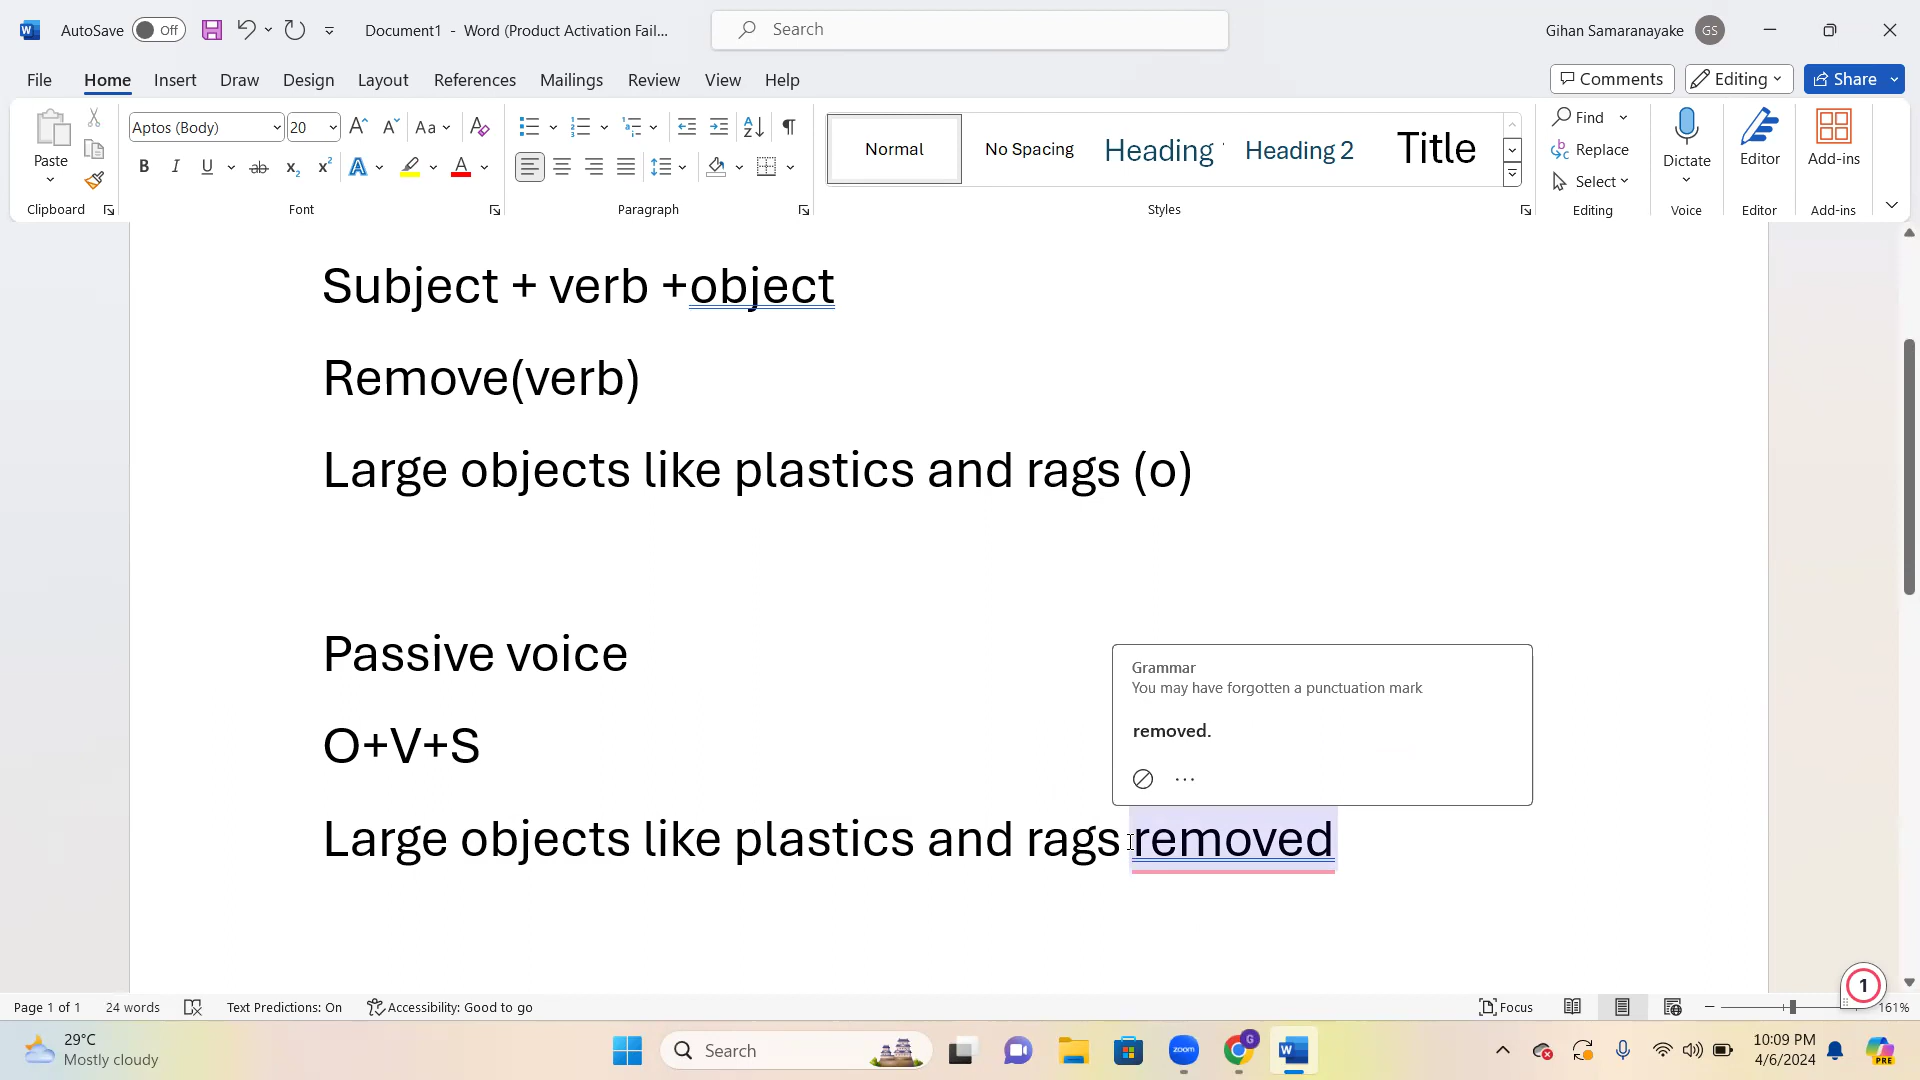 AutoSave Off Document1 - Word (Product Activation Fail... Search Gihan Samaranayake GS
File Home Insert Draw Design Layout References Mailings Review View Help Comments Editing Share
Paste Aptos (Body) 20 Normal No Spacing Heading Heading 2 Title Find Replace Select Dictate Editor Add-ins
Clipboard Font Paragraph Styles Editing Voice Editor Add-ins
Subject + verb +object
Remove(verb)
Large objects like plastics and rags (o)
Passive voice
O+V+S
Large objects like plastics and rags removed
Grammar
You may have forgotten a punctuation mark
removed.
1
Page 1 of 1 24 words Text Predictions: On Accessibility: Good to go Focus 161%
29°C
Mostly cloudy
Search
zoom
G
10:09 PM
4/6/2024
PRE